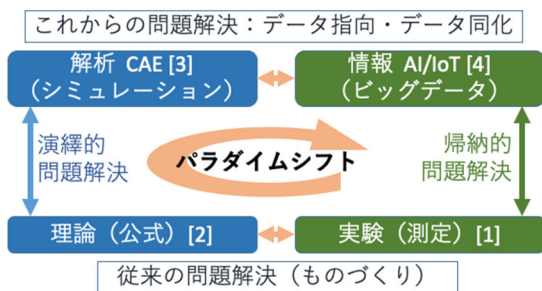 これからの問題解決：データ指向・データ同化
解析 CAE [3]
（シミュレーション）
情報 AI/IoT [4]
（ビッグデータ）
演繹的
問題解決
パラダイムシフト
帰納的
問題解決
理論（公式）[2]
実験（測定）[1]
従来の問題解決（ものづくり）